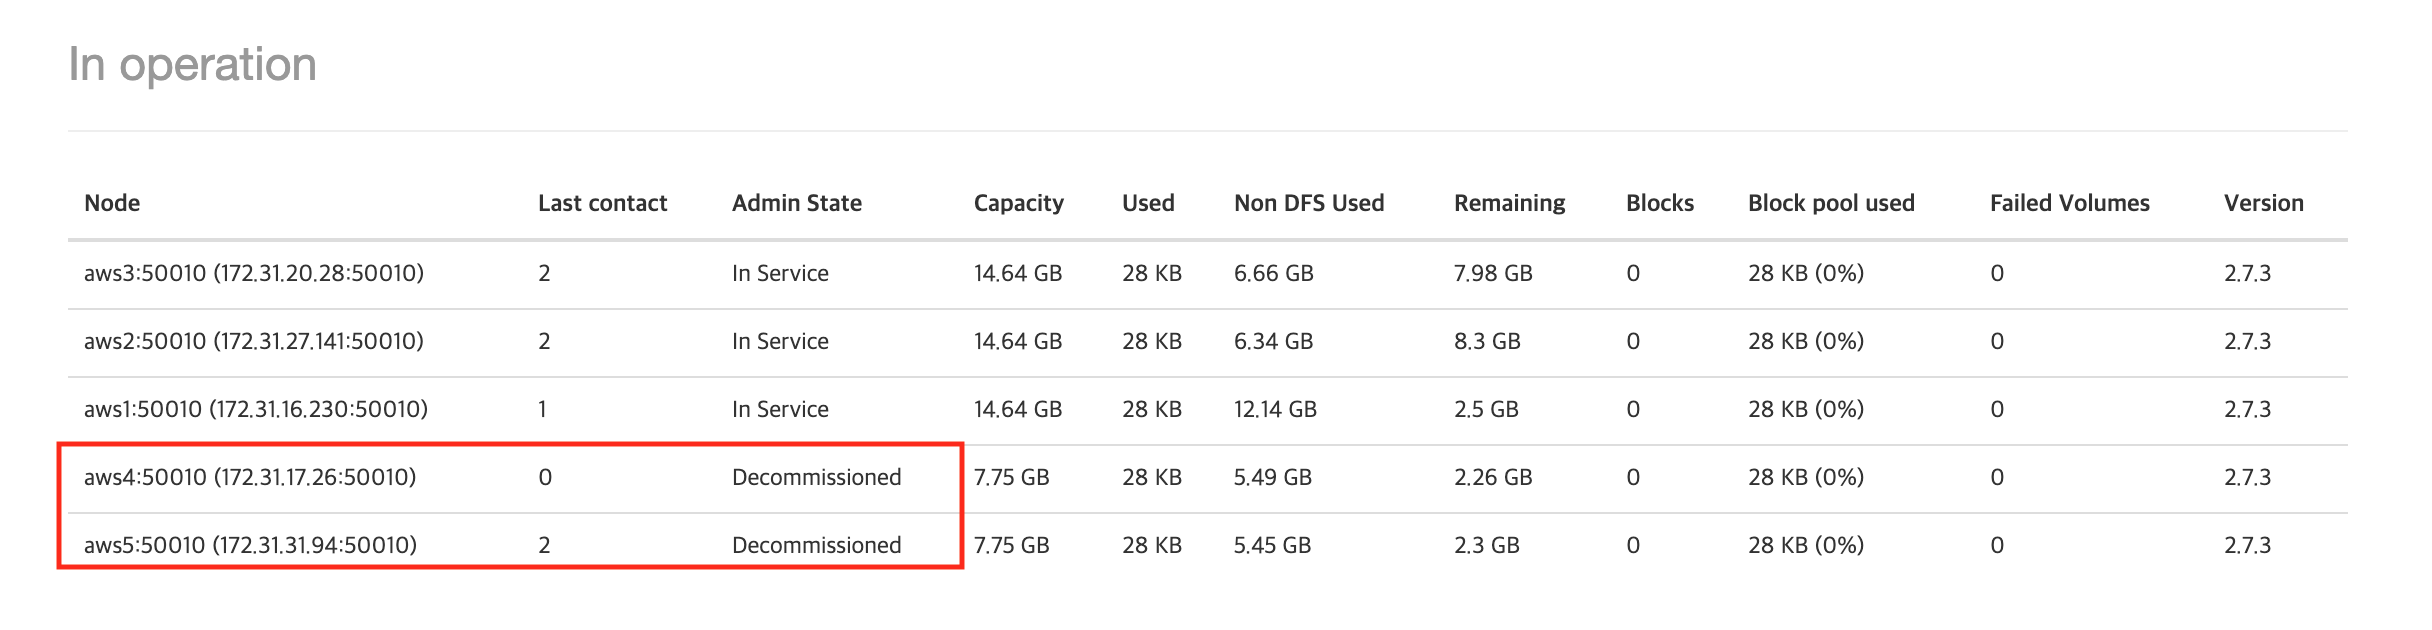 In operation
Node Last contact Admin State Capacity Used Non DFS Used Remaining Blocks Block pool used Failed Volumes Version
aws3:50010 (172.31.20.28:50010) 2 In Service 14.64 GB 28 KB 6.66 GB 7.98 GB 0 28 KB (0%) 0 2.7.3
aws2:50010 (172.31.27.141:50010) 2 In Service 14.64 GB 28 KB 6.34 GB 8.3 GB 0 28 KB (0%) 0 2.7.3
aws1:50010 (172.31.16.230:50010) 1 In Service 14.64 GB 28 KB 12.14 GB 2.5 GB 0 28 KB (0%) 0 2.7.3
aws4:50010 (172.31.17.26:50010) 0 Decommissioned 7.75 GB 28 KB 5.49 GB 2.26 GB 0 28 KB (0%) 0 2.7.3
aws5:50010 (172.31.31.94:50010) 2 Decommissioned 7.75 GB 28 KB 5.45 GB 2.3 GB 0 28 KB (0%) 0 2.7.3